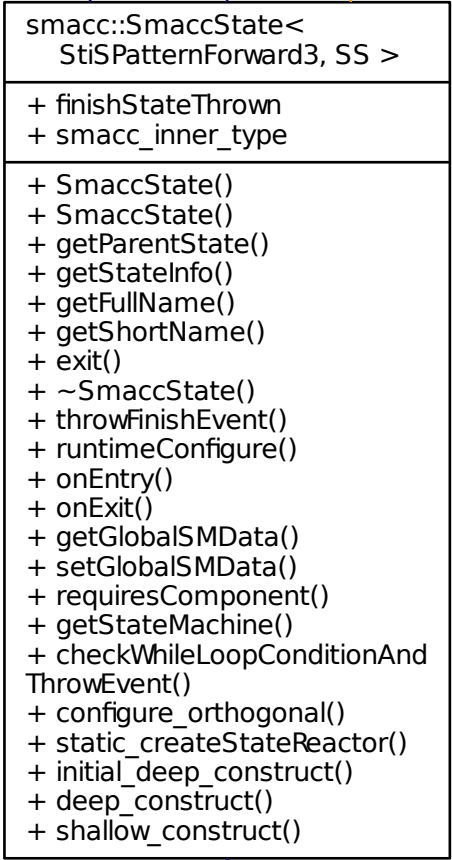 smacc::SmaccState<
StiSPatternForward3, SS >
+ finishStateThrown
+ smacc_inner_type
+ SmaccState()
+ SmaccState()
+ getParentState()
+ getStateInfo()
+ getFullName()
+ getShortName()
+ exit()
+ ~SmaccState()
+ throwFinishEvent()
+ runtimeConfigure()
+ onEntry()
+ onExit()
+ getGlobalSMData()
+ setGlobalSMData()
+ requiresComponent()
+ getStateMachine()
+ checkWhileLoopConditionAnd
ThrowEvent()
+ configure_orthogonal()
+ static_createStateReactor()
+ initial_deep_construct()
+ deep_construct()
+ shallow_construct()